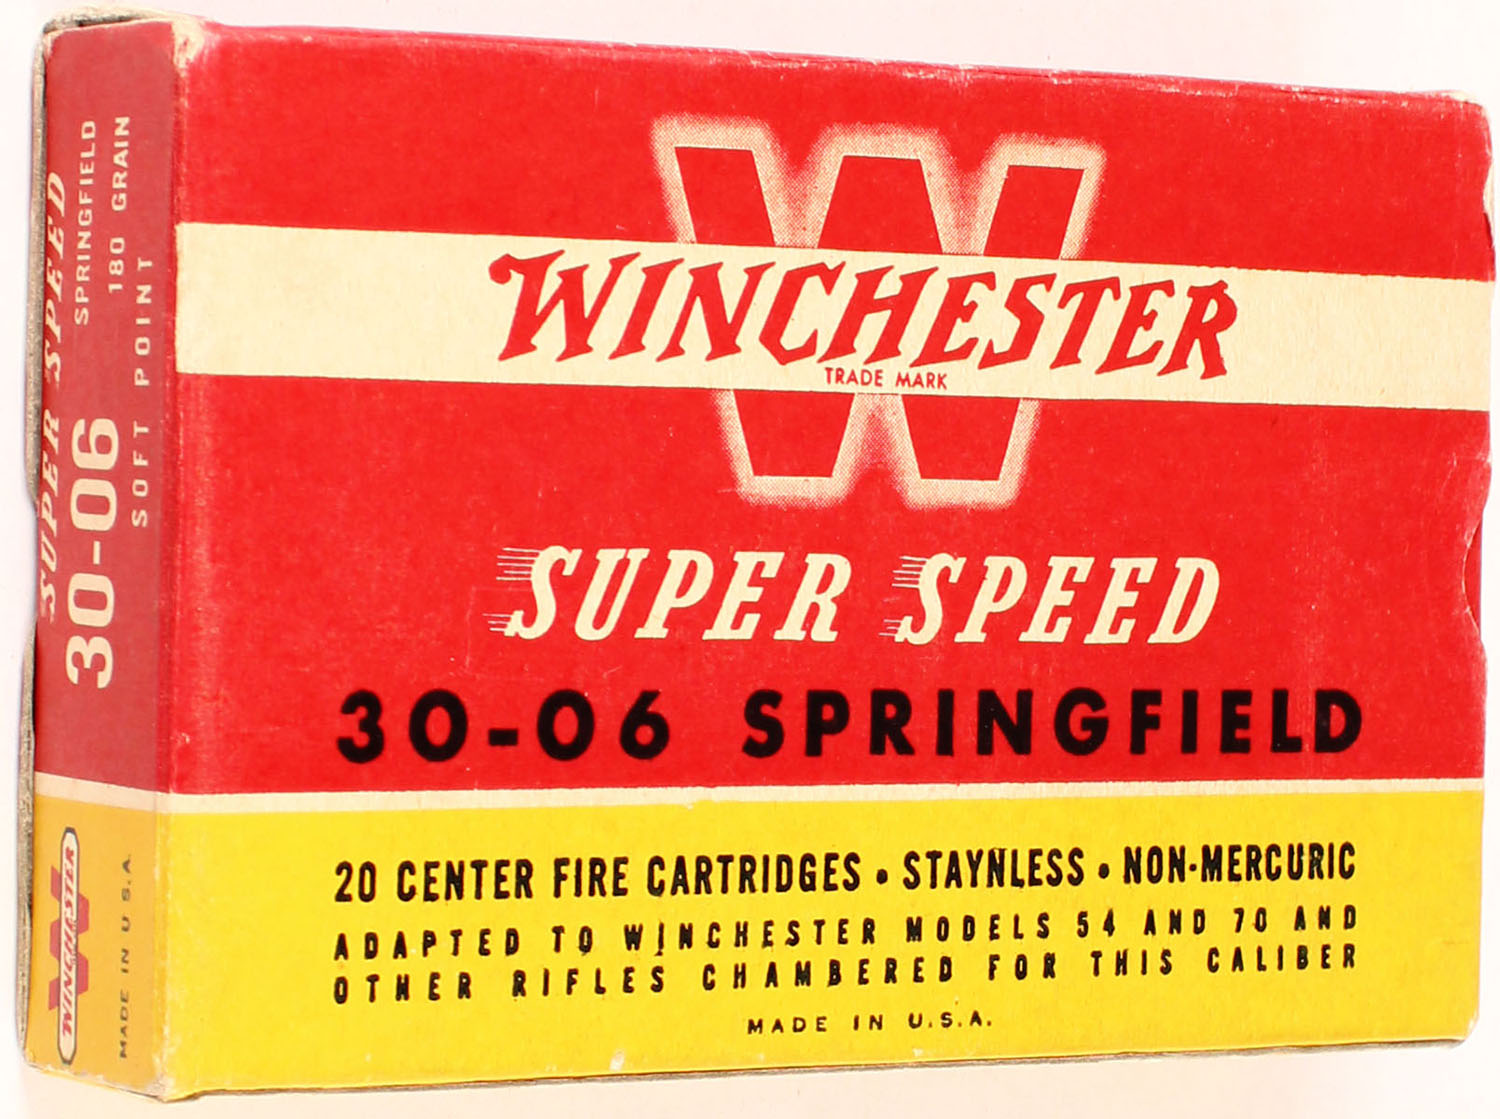 W
WINCHESTER
TRADE MARK
SUPER SPEED
30-06 SPRINGFIELD
20 CENTER FIRE CARTRIDGES • STAYNLESS • NON-MERCURIC
ADAPTED TO WINCHESTER MODELS 54 AND 70 AND
OTHER RIFLES CHAMBERED FOR THIS CALIBER
MADE IN U.S.A.
SUPER SPEED
30-06 SPRINGFIELD
180 GRAIN
SOFT POINT
W
WINCHESTER
MADE IN U.S.A.